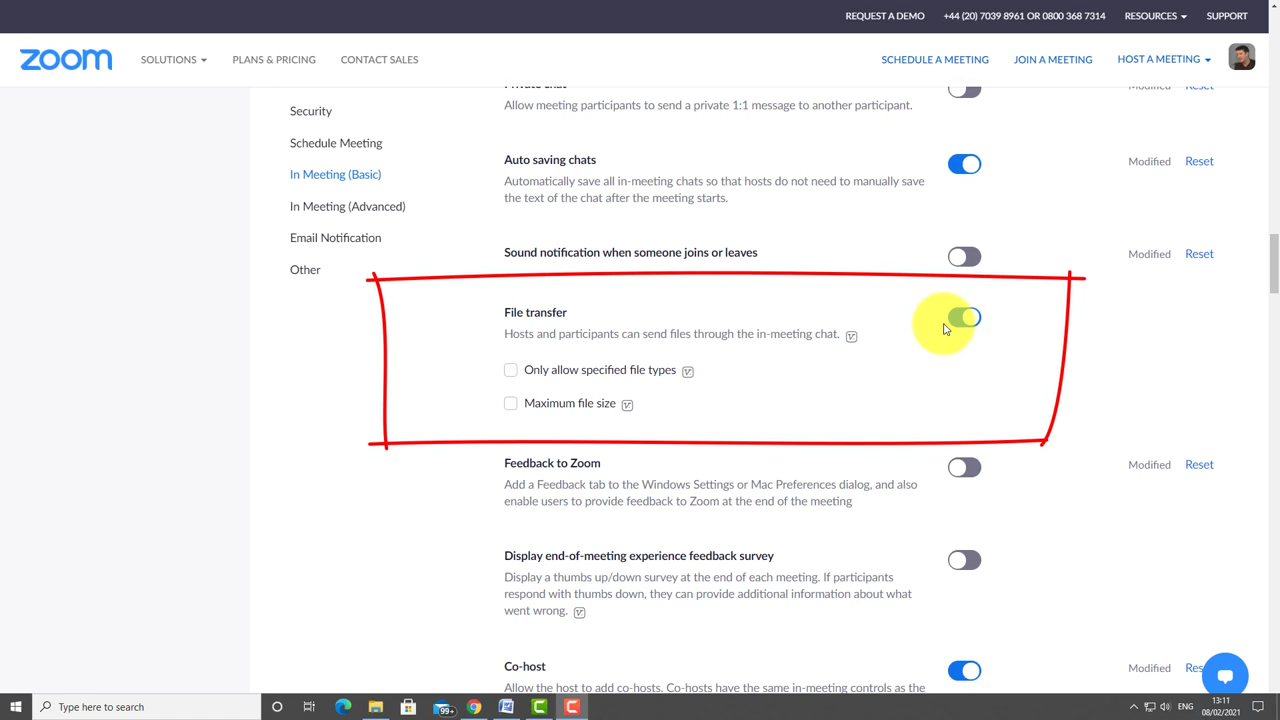 REQUEST A DEMO +44 (20) 7039 8961 OR 0800 368 7314 RESOURCES SUPPORT
zoom SOLUTIONS PLANS & PRICING CONTACT SALES SCHEDULE A MEETING JOIN A MEETING HOST A MEETING
Private chat Modified Reset
Allow meeting participants to send a private 1:1 message to another participant.
Security
Schedule Meeting
In Meeting (Basic)
In Meeting (Advanced)
Email Notification
Other
Auto saving chats Modified Reset
Automatically save all in-meeting chats so that hosts do not need to manually save
the text of the chat after the meeting starts.
Sound notification when someone joins or leaves Modified Reset
File transfer
Hosts and participants can send files through the in-meeting chat.
Only allow specified file types
Maximum file size
Feedback to Zoom Modified Reset
Add a Feedback tab to the Windows Settings or Mac Preferences dialog, and also
enable users to provide feedback to Zoom at the end of the meeting
Display end-of-meeting experience feedback survey
Display a thumbs up/down survey at the end of each meeting. If participants
respond with thumbs down, they can provide additional information about what
went wrong.
Co-host Modified
Allow the host to add co-hosts. Co-hosts have the same in-meeting controls as the
Type here to search 99+ ENG 13:11
08/02/2021